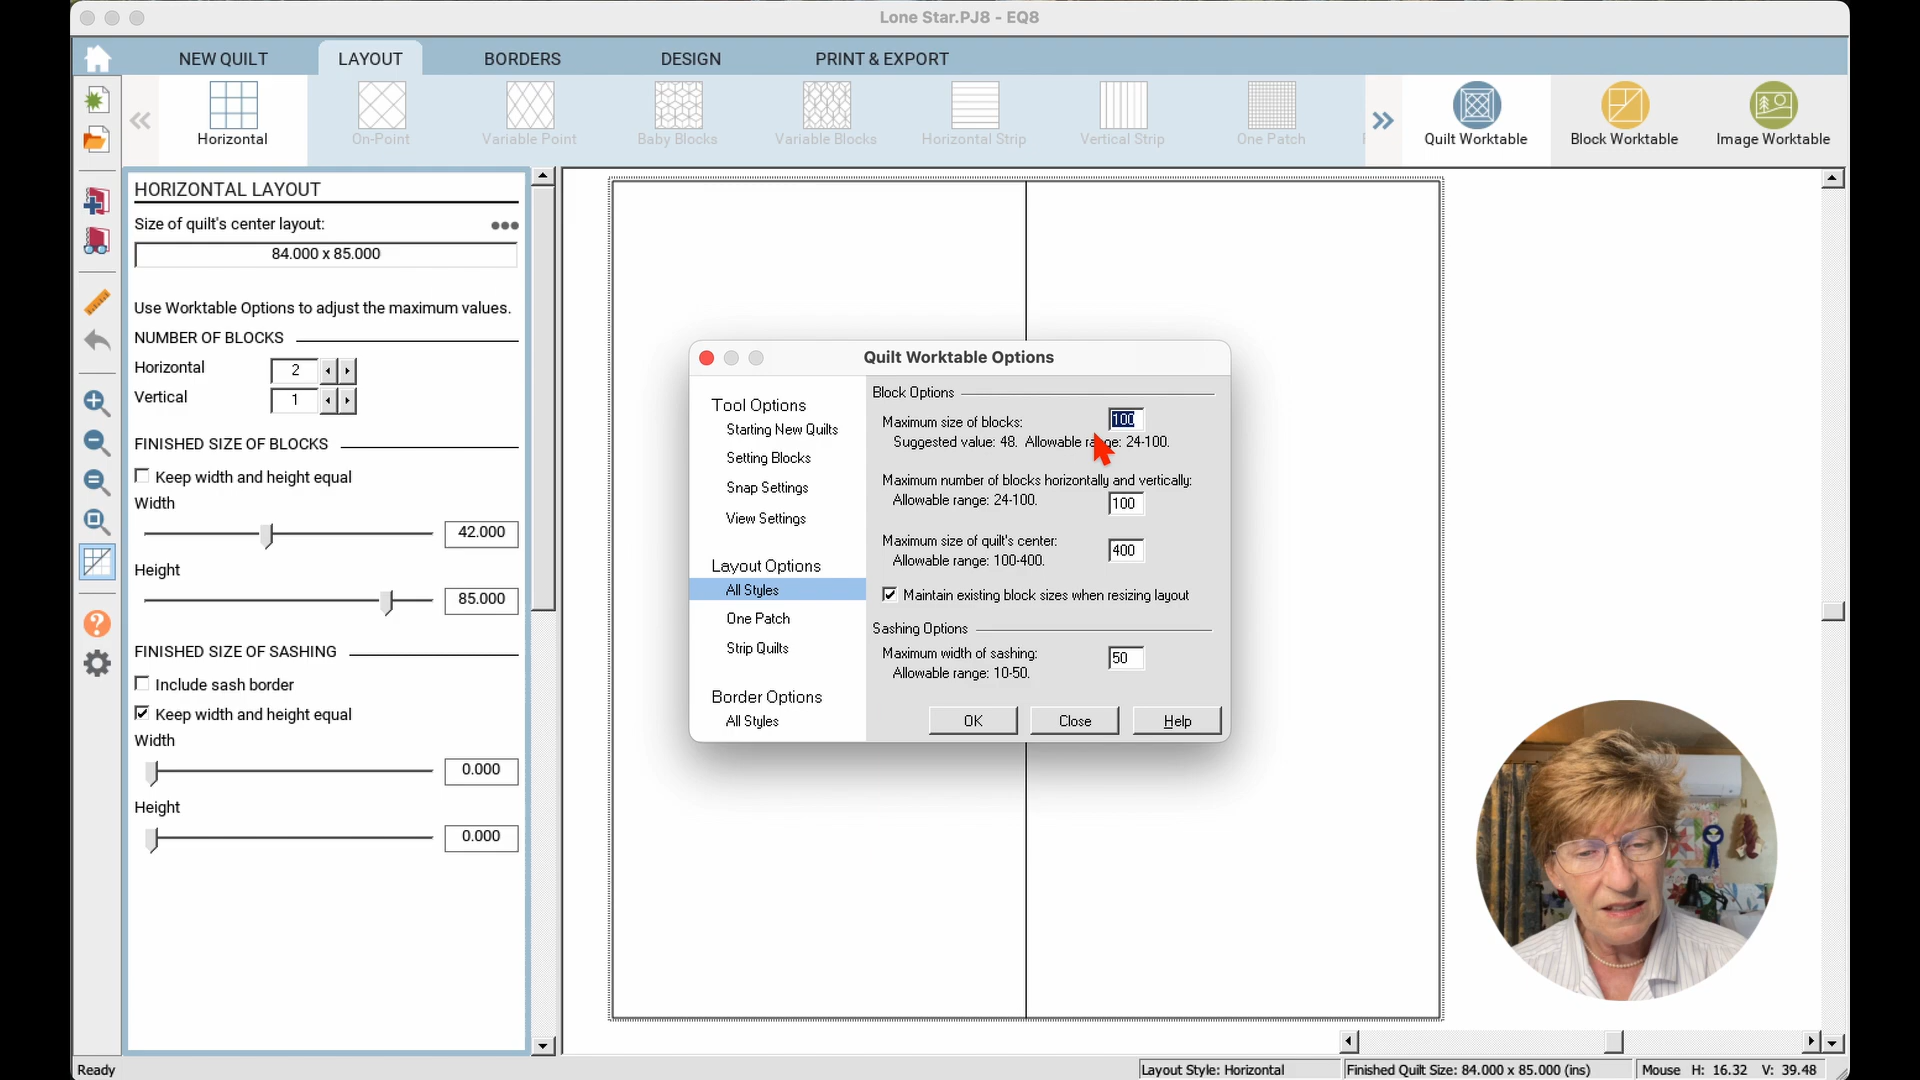 Lone Star.PJ8 - EQ8
NEW QUILT
LAYOUT
BORDERS
DESIGN
PRINT & EXPORT
Horizontal
On-Point
Variable Point
Baby Blocks
Variable Blocks
Horizontal Strip
Vertical Strip
One Patch
Quilt Worktable
Block Worktable
Image Worktable
HORIZONTAL LAYOUT
Size of quilt's center layout:
84.000 x 85.000
Use Worktable Options to adjust the maximum values.
NUMBER OF BLOCKS
Horizontal 2
Vertical 1
FINISHED SIZE OF BLOCKS
Keep width and height equal
Width
42.000
Height
85.000
FINISHED SIZE OF SASHING
Include sash border
Keep width and height equal
Width
0.000
Height
0.000
Quilt Worktable Options
Tool Options
Starting New Quilts
Setting Blocks
Snap Settings
View Settings
Layout Options
All Styles
One Patch
Strip Quilts
Border Options
All Styles
Block Options
Maximum size of blocks: 100
Suggested value: 48. Allowable range: 24-100.
Maximum number of blocks horizontally and vertically:
Allowable range: 24-100. 100
Maximum size of quilt's center: 400
Allowable range: 100-400.
Maintain existing block sizes when resizing layout
Sashing Options
Maximum width of sashing: 50
Allowable range: 10-50.
OK
Close
Help
Ready
Layout Style: Horizontal
Finished Quilt Size: 84.000 x 85.000 (ins)
Mouse H: 16.32 V: 39.48